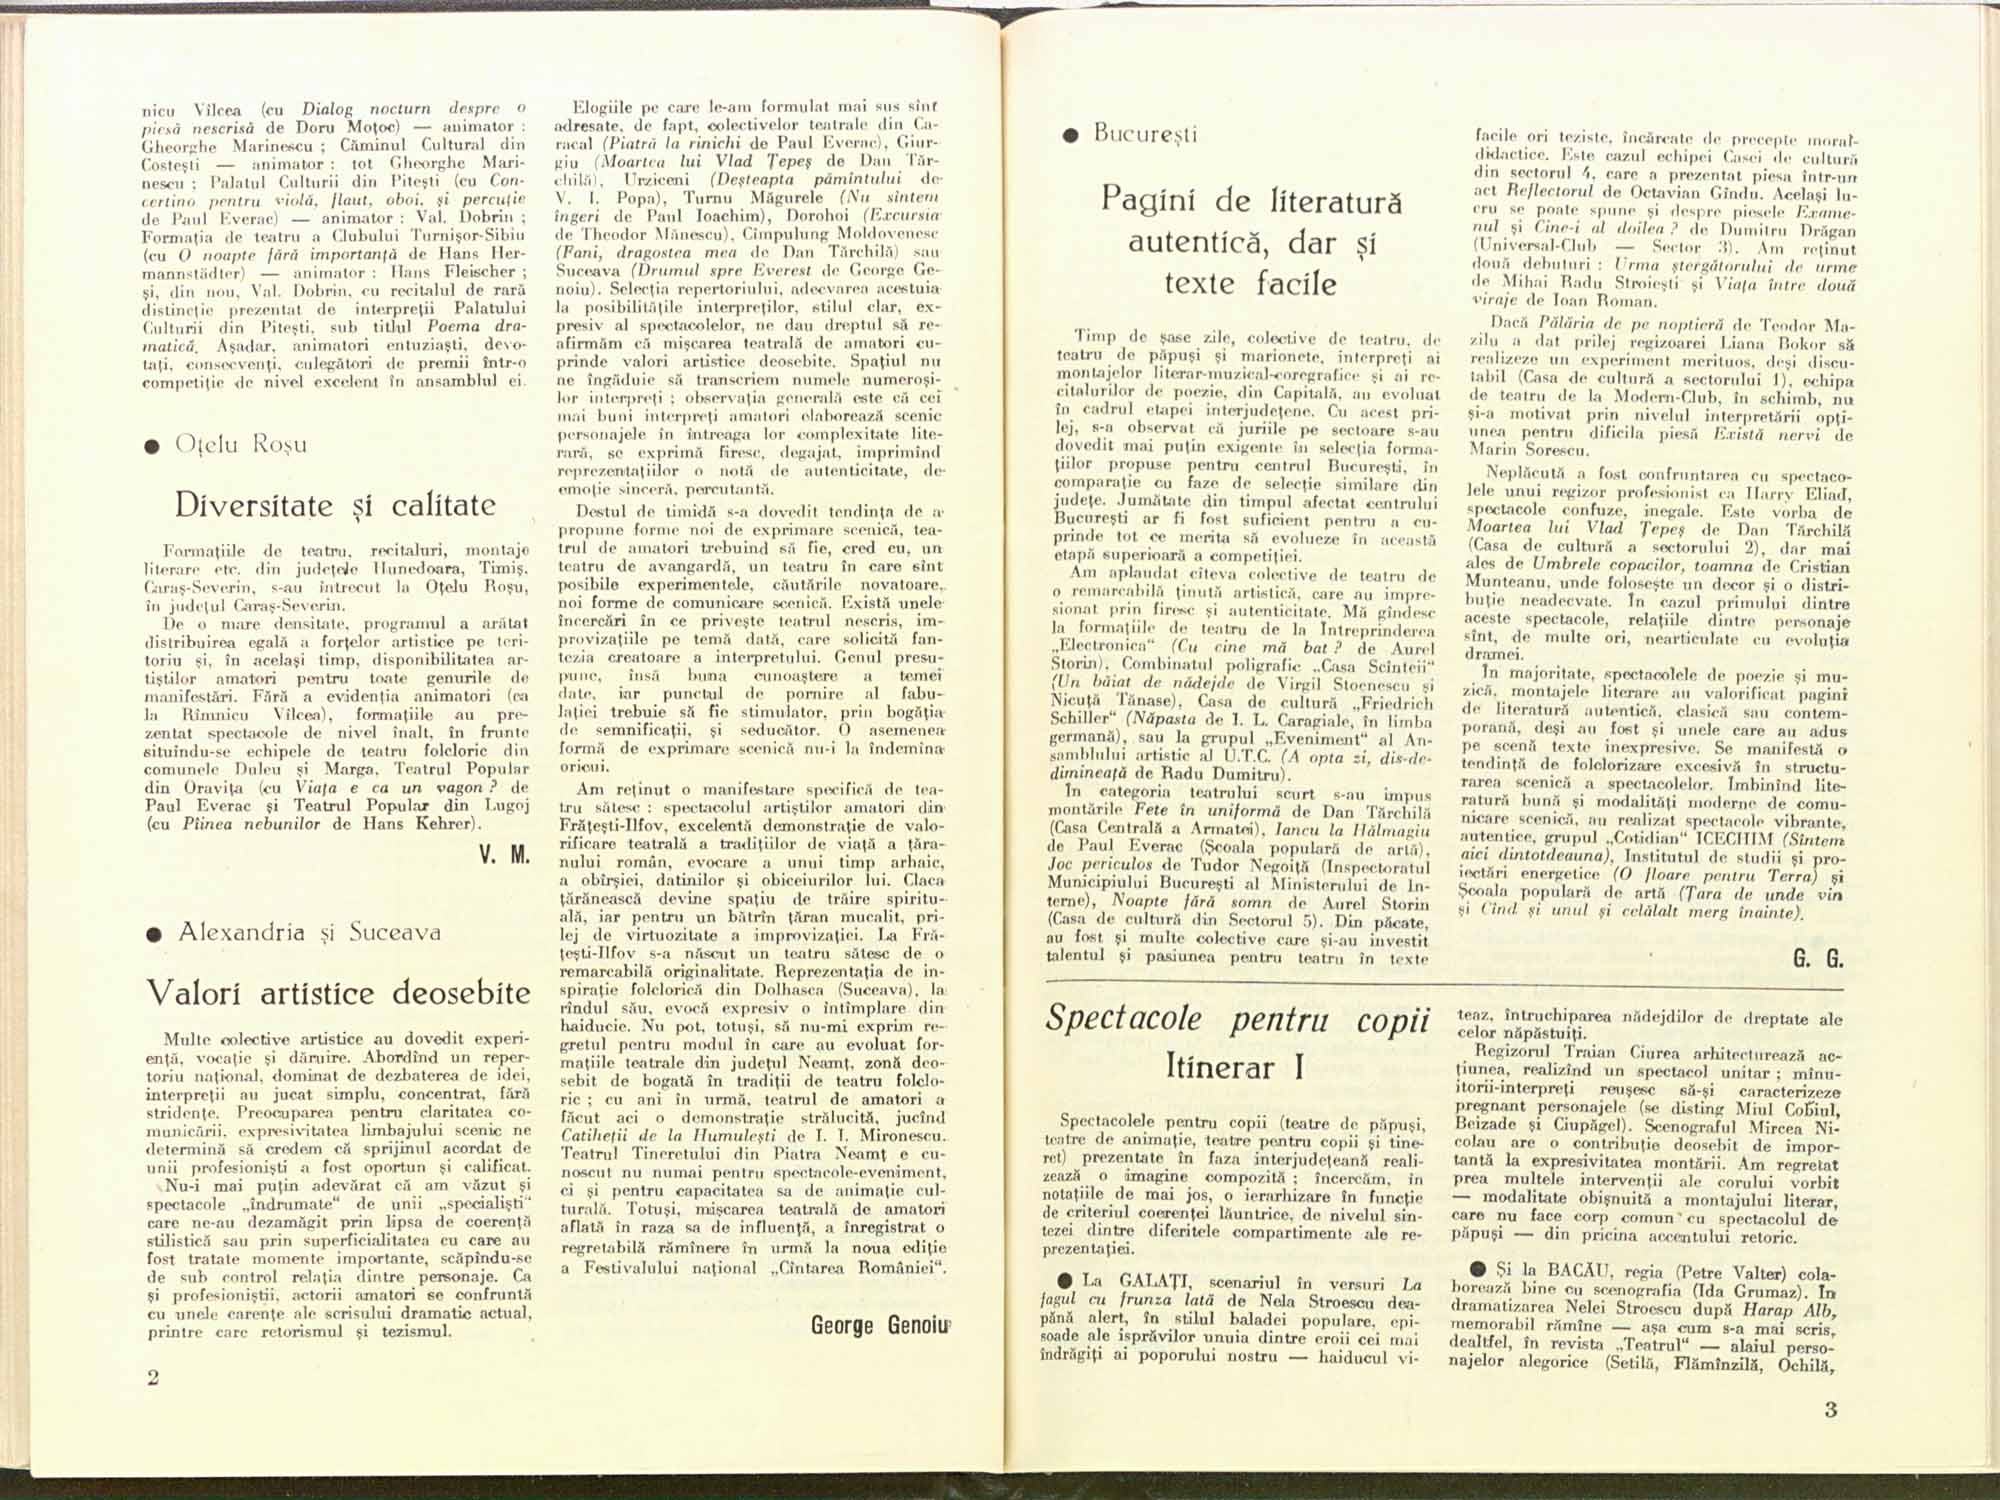 nicu Vîlcea (cu Dialog nocturn despre o
piesă nescrisă de Doru Moțoc) — animator :
Gheorghe Marinescu ; Căminul Cultural din
Costești — animator : tot Gheorghe Mari-
nescu ; Palatul Culturii din Pitești (cu Con-
certino pentru violă, flaut, oboi, și percuție
de Paul Everac) — animator : Val. Dobrin ;
Formația de teatru a Clubului Turnișor-Sibiu
(cu O noapte fără importanță de Hans Her-
mannstädter) — animator : Hans Fleischer ;
și, din nou, Val. Dobrin, cu recitalul de rară
distincție prezentat de interpreții Palatului
Culturii din Pitești, sub titlul Poema dra-
matică. Așadar, animatori entuziaști, devo-
tați, consecvenți, culegători de premii într-o
competiție de nivel excelent în ansamblul ei.
● Oțelu Roșu
Diversitate și calitate
Formațiile de teatru, recitaluri, montaje
literare etc. din județele Hunedoara, Timiș,
Caraș-Severin, s-au întrecut la Oțelu Roșu,
în județul Caraș-Severin.
De o mare densitate, programul a arătat
distribuirea egală a forțelor artistice pe teri-
toriu și, în același timp, disponibilitatea ar-
tiștilor amatori pentru toate genurile de
manifestări. Fără a evidenția animatori (ca
la Rîmnicu Vîlcea), formațiile au pre-
zentat spectacole de nivel înalt, în frunte
situîndu-se echipele de teatru folcloric din
comunele Duleu și Marga, Teatrul Popular
din Oravița (cu Viața e ca un vagon ? de
Paul Everac și Teatrul Popular din Lugoj
(cu Pîinea nebunilor de Hans Kehrer).
V. M.
● Alexandria și Suceava
Valori artistice deosebite
Multe colective artistice au dovedit experi-
ență, vocație și dăruire. Abordînd un reper-
toriu național, dominat de dezbaterea de idei,
interpreții au jucat simplu, concentrat, fără
stridențe. Preocuparea pentru claritatea co-
municării, expresivitatea limbajului scenic ne
determină să credem că sprijinul acordat de
unii profesioniști a fost oportun și calificat.
Nu-i mai puțin adevărat că am văzut și
spectacole „îndrumate“ de unii „specialiști“
care ne-au dezamăgit prin lipsa de coerență
stilistică sau prin superficialitatea cu care au
fost tratate momente importante, scăpîndu-se
de sub control relația dintre personaje. Ca
și profesioniștii, actorii amatori se confruntă
cu unele carențe ale scrisului dramatic actual,
printre care retorismul și tezismul.
2
Elogiile pe care le-am formulat mai sus sînt
adresate, de fapt, colectivelor teatrale din Ca-
racal (Piatră la rinichi de Paul Everac), Giur-
giu (Moartea lui Vlad Țepeș de Dan Tăr-
chilă), Urziceni (Deșteapta pămîntului de
V. I. Popa), Turnu Măgurele (Nu sîntem
îngeri de Paul Ioachim), Dorohoi (Excursia
de Theodor Mănescu), Cîmpulung Moldovenesc
(Fani, dragostea mea de Dan Tărchilă) sau
Suceava (Drumul spre Everest de George Ge-
noiu). Selecția repertoriului, adecvarea acestuia
la posibilitățile interpreților, stilul clar, ex-
presiv al spectacolelor, ne dau dreptul să re-
afirmăm că mișcarea teatrală de amatori cu-
prinde valori artistice deosebite. Spațiul nu
ne îngăduie să transcriem numele numeroși-
lor interpreți ; observația generală este că cei
mai buni interpreți amatori elaborează scenic
personajele în întreaga lor complexitate lite-
rară, se exprimă firesc, degajat, imprimînd
reprezentațiilor o notă de autenticitate, de
emoție sinceră, percutantă.
Destul de timidă s-a dovedit tendința de a
propune forme noi de exprimare scenică, tea-
trul de amatori trebuind să fie, cred eu, un
teatru de avangardă, un teatru în care sînt
posibile experimentele, căutările novatoare,
noi forme de comunicare scenică. Există unele
încercări în ce privește teatrul nescris, im-
provizațiile pe temă dată, care solicită fan-
tezia creatoare a interpretului. Genul presu-
pune, însă buna cunoaștere a temei
date, iar punctul de pornire al fabu-
lației trebuie să fie stimulator, prin bogăția
de semnificații, și seducător. O asemenea
formă de exprimare scenică nu-i la îndemîna
oricui.
Am reținut o manifestare specifică de tea-
tru sătesc : spectacolul artiștilor amatori din
Frătești-Ilfov, excelentă demonstrație de valo-
rificare teatrală a tradițiilor de viață a țăra-
nului român, evocare a unui timp arhaic,
a obîrșiei, datinilor și obiceiurilor lui. Claca
țărănească devine spațiu de trăire spiritu-
ală, iar pentru un bătrîn țăran mucalit, pri-
lej de virtuozitate a improvizației. La Fră-
tești-Ilfov s-a născut un teatru sătesc de o
remarcabilă originalitate. Reprezentația de in-
spirație folclorică din Dolhasca (Suceava), la
rîndul său, evocă expresiv o întîmplare din
haiducie. Nu pot, totuși, să nu-mi exprim re-
gretul pentru modul în care au evoluat for-
mațiile teatrale din județul Neamț, zonă deo-
sebit de bogată în tradiții de teatru folclo-
ric ; cu ani în urmă, teatrul de amatori a
făcut aci o demonstrație strălucită, jucînd
Catiheții de la Humulești de I. I. Mironescu.
Teatrul Tineretului din Piatra Neamț e cu-
noscut nu numai pentru spectacole-eveniment,
ci și pentru capacitatea sa de animație cul-
turală. Totuși, mișcarea teatrală de amatori
aflată în raza sa de influență, a înregistrat o
regretabilă rămînere în urmă la noua ediție
a Festivalului național „Cîntarea României“.
George Genoiu
● București
Pagini de literatură
autentică, dar și
texte facile
Timp de șase zile, colective de teatru, de
teatru de păpuși și marionete, interpreți ai
montajelor literar-muzical-coregrafice și ai re-
citalurilor de poezie, din Capitală, au evoluat
în cadrul etapei interjudețene. Cu acest pri-
lej, s-a observat că juriile pe sectoare s-au
dovedit mai puțin exigente în selecția forma-
țiilor propuse pentru centrul București, în
comparație cu faze de selecție similare din
județe. Jumătate din timpul afectat centrului
București ar fi fost suficient pentru a cu-
prinde tot ce merita să evolueze în această
etapă superioară a competiției.
Am aplaudat cîteva colective de teatru de
o remarcabilă ținută artistică, care au impre-
sionat prin firesc și autenticitate. Mă gîndesc
la formațiile de teatru de la Intreprinderea
„Electronica“ (Cu cine mă bat ? de Aurel
Storin), Combinatul poligrafic „Casa Scînteii“
(Un băiat de nădejde de Virgil Stoenescu și
Nicuță Tănase), Casa de cultură „Friedrich
Schiller“ (Năpasta de I. L. Caragiale, în limba
germană), sau la grupul „Eveniment“ al An-
samblului artistic al U.T.C. (A opta zi, dis-de-
dimineață de Radu Dumitru).
In categoria teatrului scurt s-au impus
montările Fete în uniformă de Dan Tărchilă
(Casa Centrală a Armatei), Iancu la Hălmagiu
de Paul Everac (Școala populară de artă),
Joc periculos de Tudor Negoiță (Inspectoratul
Municipiului București al Ministerului de In-
terne), Noapte fără somn de Aurel Storin
(Casa de cultură din Sectorul 5). Din păcate,
au fost și multe colective care și-au investit
talentul și pasiunea pentru teatru în texte
facile ori teziste, încărcate de precepte moral-
didactice. Este cazul echipei Casei de cultură
din sectorul 4, care a prezentat piesa într-un
act Reflectorul de Octavian Gîndu. Același lu-
cru se poate spune și despre piesele Exame-
nul și Cine-i al doilea ? de Dumitru Drăgan
(Universal-Club — Sector 3). Am reținut
două debuturi : Urma ștergătorului de urme
de Mihai Radu Stroiești și Viața între două
viraje de Ioan Roman.
Dacă Pălăria de pe noptieră de Teodor Ma-
zilu a dat prilej regizoarei Liana Bokor să
realizeze un experiment merituos, deși discu-
tabil (Casa de cultură a sectorului 1), echipa
de teatru de la Modern-Club, în schimb, nu
și-a motivat prin nivelul interpretării opți-
unea pentru dificila piesă Există nervi de
Marin Sorescu.
Neplăcută a fost confruntarea cu spectaco-
lele unui regizor profesionist ca Harry Eliad,
spectacole confuze, inegale. Este vorba de
Moartea lui Vlad Țepeș de Dan Tărchilă
(Casa de cultură a sectorului 2), dar mai
ales de Umbrele copacilor, toamna de Cristian
Munteanu, unde folosește un decor și o distri-
buție neadecvate. In cazul primului dintre
aceste spectacole, relațiile dintre personaje
sînt, de multe ori, nearticulate cu evoluția
dramei.
In majoritate, spectacolele de poezie și mu-
zică, montajele literare au valorificat pagini
de literatură autentică, clasică sau contem-
porană, deși au fost și unele care au adus
pe scenă texte inexpresive. Se manifestă o
tendință de folclorizare excesivă în structu-
rarea scenică a spectacolelor. Imbinînd lite-
ratură bună și modalități moderne de comu-
nicare scenică, au realizat spectacole vibrante,
autentice, grupul „Cotidian“ ICECHIM (Sîntem
aici dintotdeauna), Institutul de studii și pro-
iectări energetice (O floare pentru Terra) și
Școala populară de artă (Țara de unde vin
și Cînd și unul și celălalt merg înainte).
G. G.
Spectacole pentru copii
Itinerar I
Spectacolele pentru copii (teatre de păpuși,
teatre de animație, teatre pentru copii și tine-
ret) prezentate în faza interjudețeană reali-
zează o imagine compozită ; încercăm, în
notațiile de mai jos, o ierarhizare în funcție
de criteriul coerenței lăuntrice, de nivelul sin-
tezei dintre diferitele compartimente ale re-
prezentației.
● La GALAȚI, scenariul în versuri La
fagul cu frunza lată de Nela Stroescu dea-
pănă alert, în stilul baladei populare, epi-
soade ale isprăvilor unuia dintre eroii cei mai
îndrăgiți ai poporului nostru — haiducul vi-
teaz, întruchiparea nădejdilor de dreptate ale
celor năpăstuiți.
Regizorul Traian Ciurea arhitecturează ac-
țiunea, realizînd un spectacol unitar ; mînu-
itorii-interpreți reușesc să-și caracterizeze
pregnant personajele (se disting Miul Cobiul,
Beizade și Ciupăgel). Scenograful Mircea Ni-
colau are o contribuție deosebit de impor-
tantă la expresivitatea montării. Am regretat
prea multele intervenții ale corului vorbit
— modalitate obișnuită a montajului literar,
care nu face corp comun cu spectacolul de
păpuși — din pricina accentului retoric.
● Și la BACĂU, regia (Petre Valter) cola-
borează bine cu scenografia (Ida Grumaz). In
dramatizarea Nelei Stroescu după Harap Alb,
memorabil rămîne — așa cum s-a mai scris,
dealtfel, în revista „Teatrul“ — alaiul perso-
najelor alegorice (Setilă, Flămînzilă, Ochilă,
3